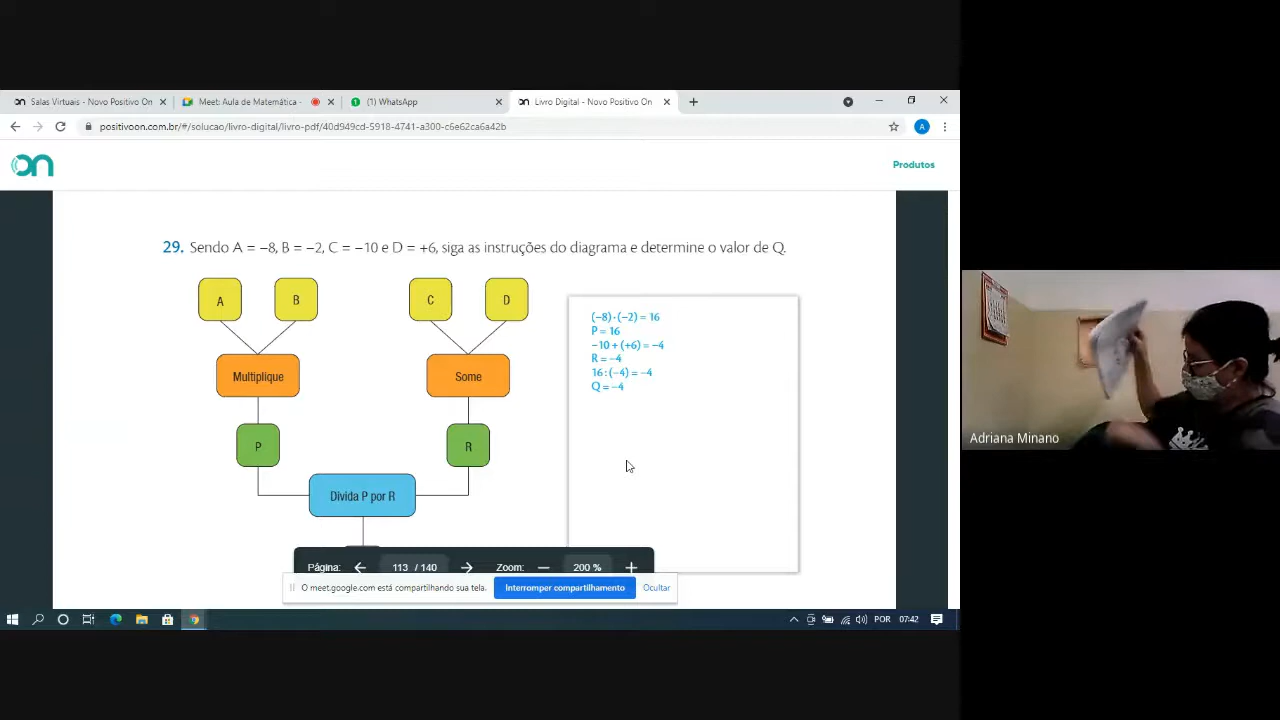 Salas Virtuais - Novo Positivo On
Meet: Aula de Matemática -
(1) WhatsApp
Livro Digital - Novo Positivo On
positivoon.com.br/#/solucao/livro-digital/livro-pdf/40d949cd-5918-4741-a300-c6e62ca6a42b
A
on
Produtos
29. Sendo A = −8, B = −2, C = −10 e D = +6, siga as instruções do diagrama e determine o valor de Q.
A B C D
Multiplique Some
P R
Divida P por R
(−8) · (−2) = 16
P = 16
−10 + (+6) = −4
R = −4
16 : (−4) = −4
Q = −4
Adriana Minano
Página: 113 / 140 Zoom: 200 %
O meet.google.com está compartilhando sua tela. Interromper compartilhamento Ocultar
POR 07:42